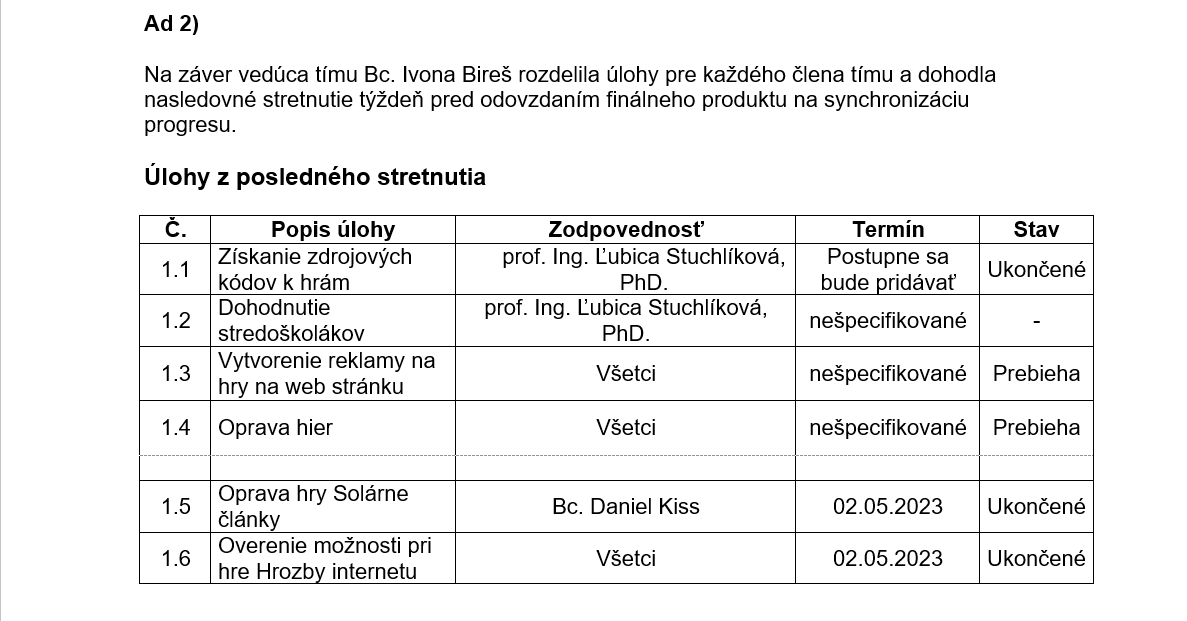 Ad 2)
Na záver vedúca tímu Bc. Ivona Bireš rozdelila úlohy pre každého člena tímu a dohodla
nasledovné stretnutie týždeň pred odovzdaním finálneho produktu na synchronizáciu
progresu.
Úlohy z posledného stretnutia
Č. Popis úlohy Zodpovednosť Termín Stav
1.1 Získanie zdrojových kódov k hrám prof. Ing. Ľubica Stuchlíková, PhD. Postupne sa bude pridávať Ukončené
1.2 Dohodnutie stredoškolákov prof. Ing. Ľubica Stuchlíková, PhD. nešpecifikované -
1.3 Vytvorenie reklamy na hry na web stránku Všetci nešpecifikované Prebieha
1.4 Oprava hier Všetci nešpecifikované Prebieha
1.5 Oprava hry Solárne články Bc. Daniel Kiss 02.05.2023 Ukončené
1.6 Overenie možnosti pri hre Hrozby internetu Všetci 02.05.2023 Ukončené